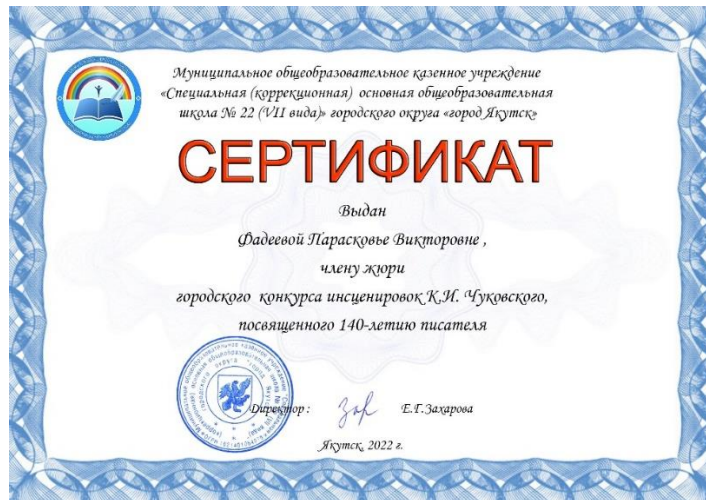 Муниципальное общеобразовательное казенное учреждение
«Специальная (коррекционная) основная общеобразовательная
школа № 22 (VII вида)» городского округа «город Якутск»
СЕРТИФИКАТ
Выдан
Фадеевой Парасковье Викторовне ,
члену жюри
городского конкурса инсценировок К.И. Чуковского,
посвященного 140-летию писателя
Директор : Е.Г.Захарова
Якутск, 2022 г.